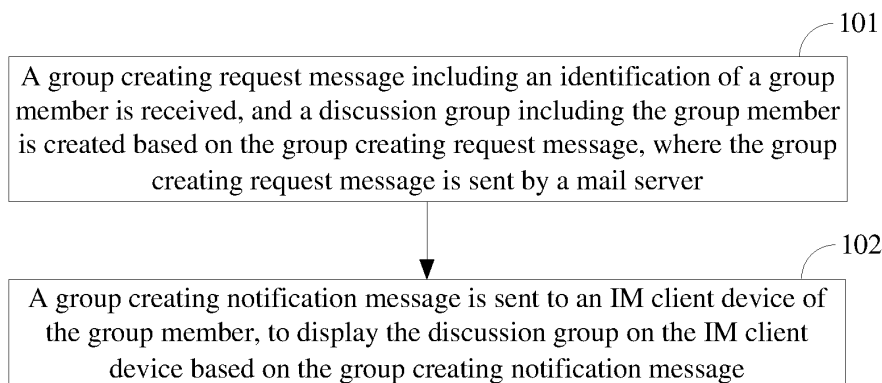 101
A group creating request message including an identification of a group
member is received, and a discussion group including the group member
is created based on the group creating request message, where the group
creating request message is sent by a mail server
102
A group creating notification message is sent to an IM client device of
the group member, to display the discussion group on the IM client
device based on the group creating notification message